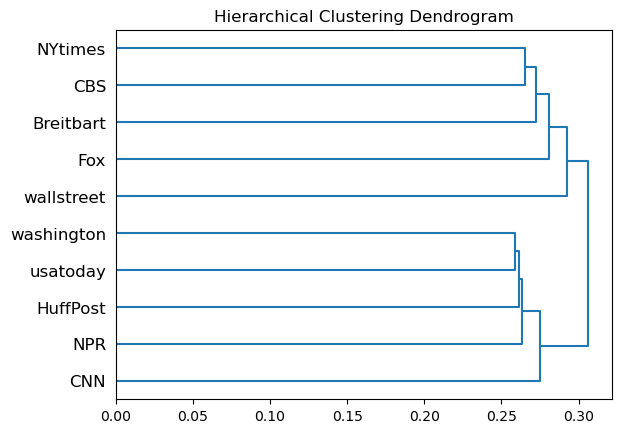 Hierarchical Clustering Dendrogram
NYtimes
CBS
Breitbart
Fox
wallstreet
washington
usatoday
HuffPost
NPR
CNN
0.00 0.05 0.10 0.15 0.20 0.25 0.30